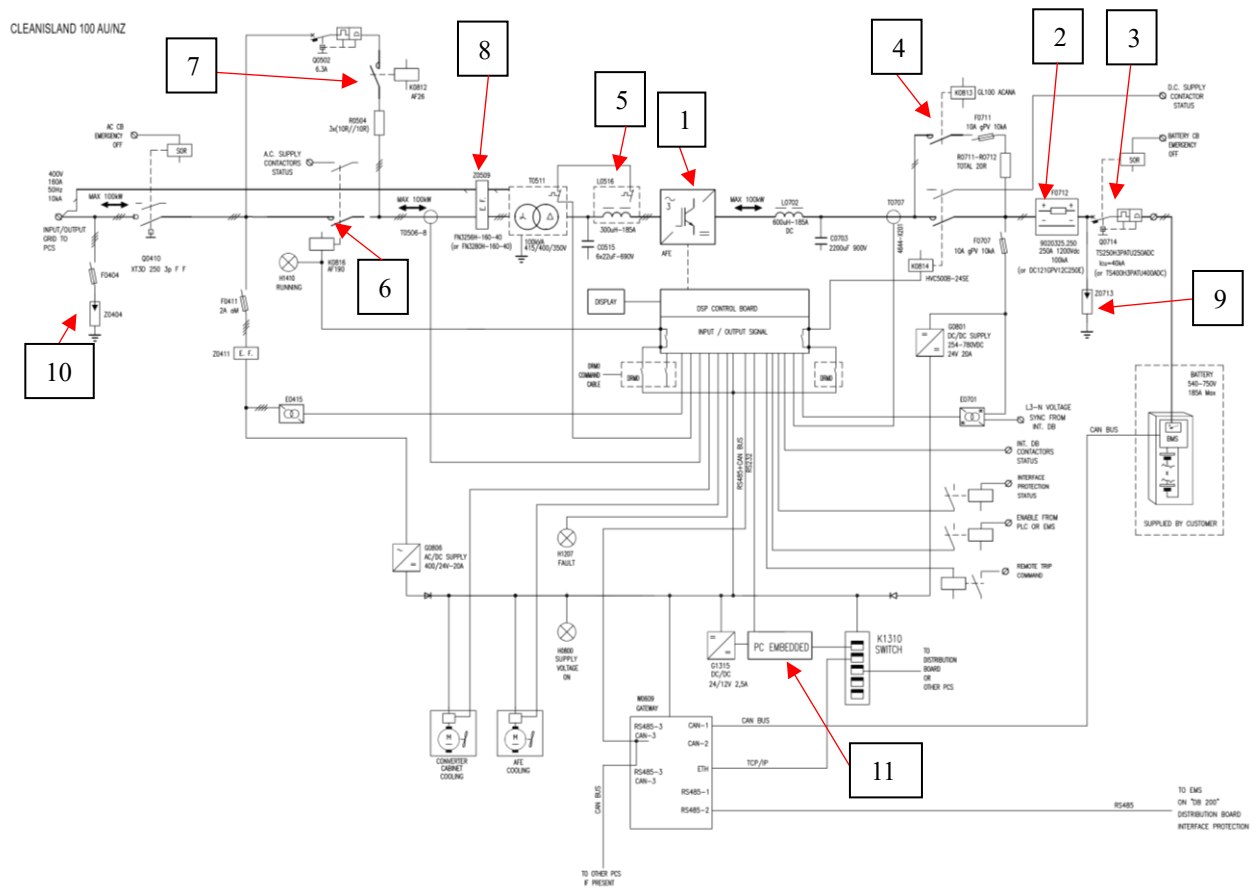 CLEANISLAND 100 AU/NZ
7
8
5
1
4
2
3
Q0502
6.3A
K0812
AF26
R0504
3x(10R//10R)
AC CB
EMERGENCY
OFF
SOR
A.C. SUPPLY
CONTACTORS
STATUS
400V
160A
50Hz
10kA
MAX 100kW
INPUT/OUTPUT
GRID TO
PCS
Q0410
XT3D 250 3p F F
F0404
Z0404
10
F0411
2A aM
Z0411
E. F.
H1410
RUNNING
K0816
AF190
6
MAX 100kW
T0506-8
Z0509
E. F.
FN3256H-160-40
(or FN3280H-160-40)
T0511
100kVA
415/400/350V
L0516
300uH-185A
C0515
6x22uF-690V
3
AFE
MAX 100kW
L0702
600uH-185A
DC
C0703
2200uF 900V
T0707
4644-X201
K0813
GL100 ACANA
F0711
10A gPV 10kA
R0711-R0712
TOTAL 20R
D.C. SUPPLY
CONTACTOR
STATUS
BATTERY CB
EMERGENCY
OFF
SOR
K0814
HVC500B-24SE
F0707
10A gPV 10kA
F0712
9020325.250
250A 1200Vdc
100kA
(or DC121GPV12C250E)
Q0714
TS250H3PATU250ADC
Icu=40kA
(or TS400H3PATU400ADC)
Z0713
9
DISPLAY
DSP CONTROL BOARD
INPUT / OUTPUT SIGNAL
DRM0
COMMAND
CABLE
DRM0
DRM0
G0801
DC/DC SUPPLY
254-780VDC
24V 20A
BATTERY
540-750V
185A Max
BMS
SUPPLIED BY CUSTOMER
E0415
E0701
L3-N VOLTAGE
SYNC FROM
INT. DB
CAN BUS
RS485+CAN BUS
RS232
INT. DB
CONTACTORS
STATUS
INTERFACE
PROTECTION
STATUS
ENABLE FROM
PLC OR EMS
REMOTE TRIP
COMMAND
G0806
AC/DC SUPPLY
400/24V-20A
H1207
FAULT
H0800
SUPPLY
VOLTAGE
ON
G1315
DC/DC
24/12V 2,5A
PC EMBEDDED
K1310
SWITCH
TO
DISTRIBUTION
BOARD
OR
OTHER PCS
11
M
CONVERTER
CABINET
COOLING
M
AFE
COOLING
W0609
GATEWAY
RS485-3
CAN-3
RS485-3
CAN-3
CAN-1
CAN-2
ETH
RS485-1
RS485-2
CAN BUS
TCP/IP
RS485
CAN BUS
TO OTHER PCS
IF PRESENT
TO EMS
ON "DB 200"
DISTRIBUTION BOARD
INTERFACE PROTECTION